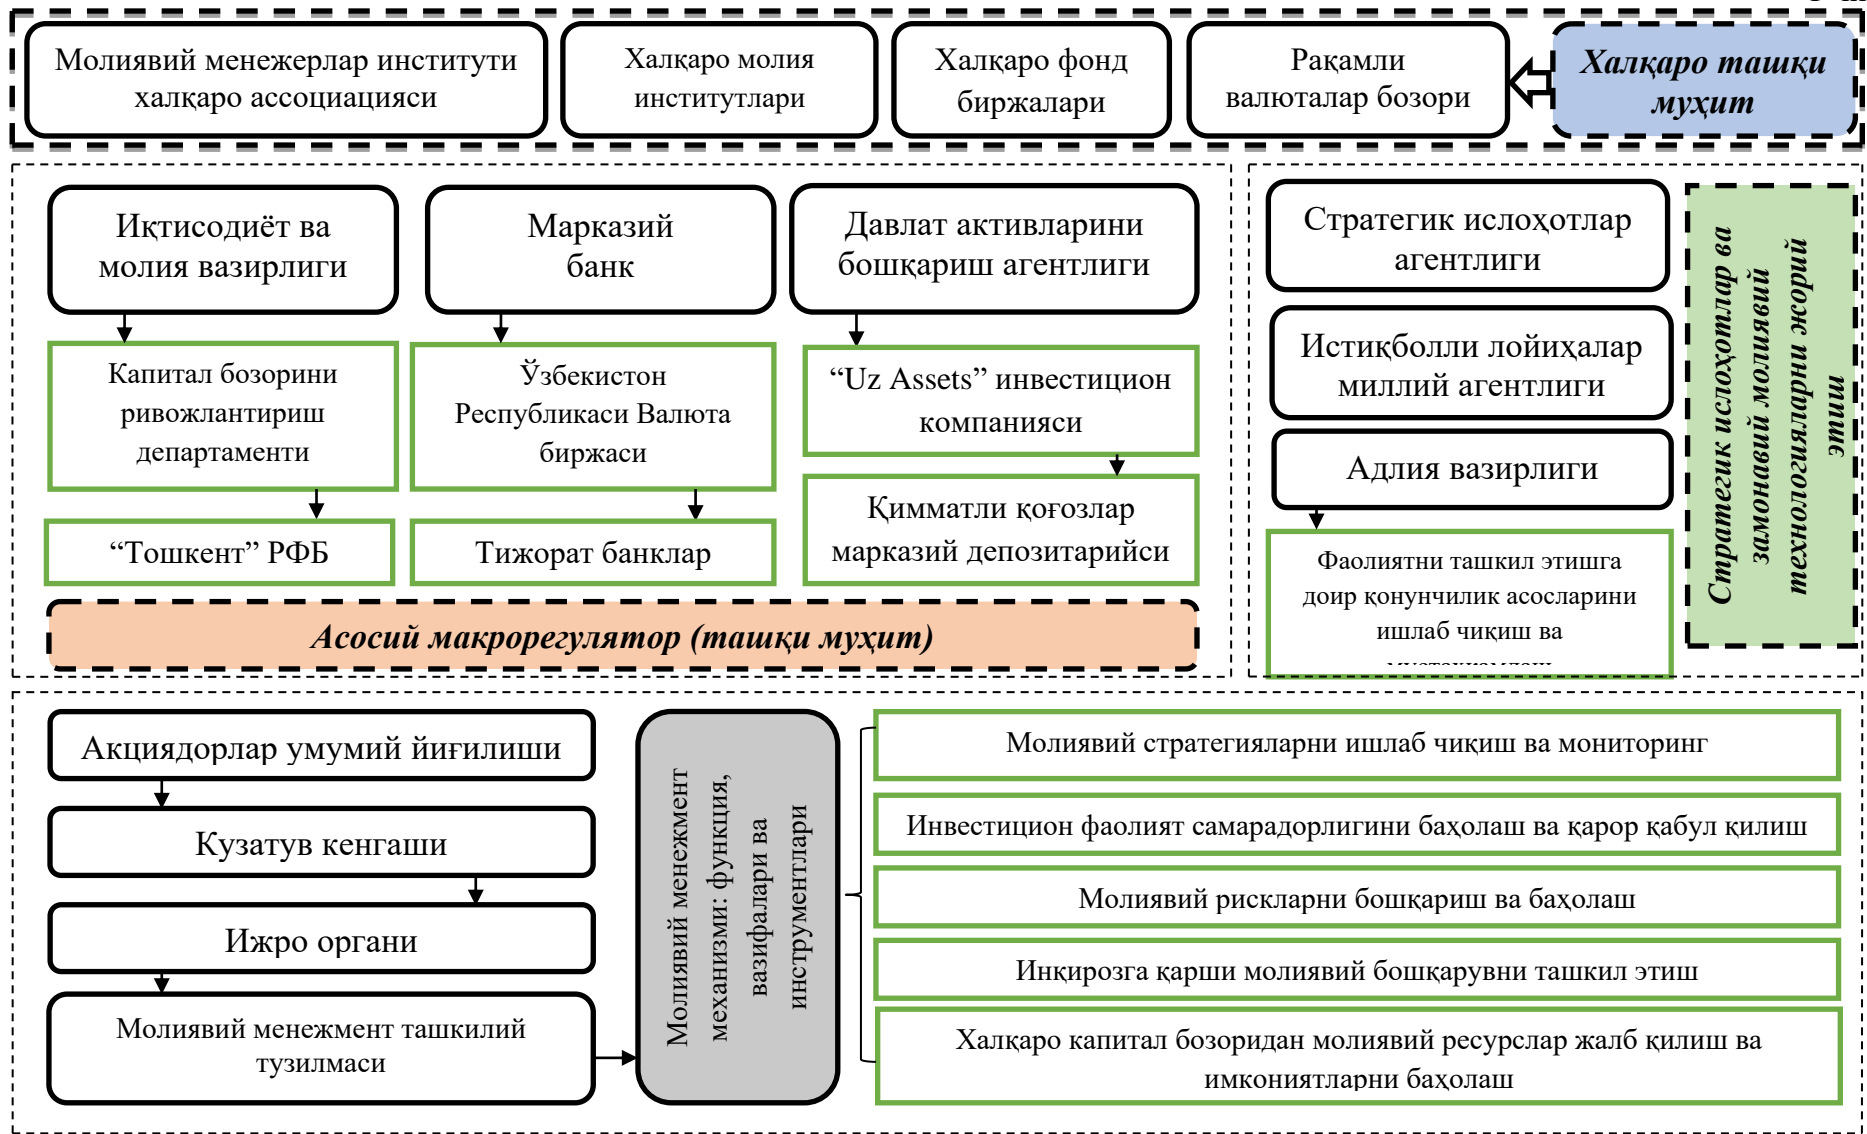 Молиявий менежерлар институти
халқаро ассоциацияси
Халқаро молия
институтлари
Халқаро фонд
биржалари
Рақамли
валюталар бозори
Халқаро ташқи
муҳит
Иқтисодиёт ва
молия вазирлиги
Марказий
банк
Давлат активларини
бошқариш агентлиги
Капитал бозорини
ривожлантириш
департаменти
Ўзбекистон
Республикаси Валюта
биржаси
“Uz Assets” инвестицион
компанияси
“Тошкент” РФБ
Тижорат банклар
Қимматли қоғозлар
марказий депозитарийси
Асосий макрорегулятор (ташқи муҳит)
Стратегик ислоҳотлар
агентлиги
Истиқболли лойиҳалар
миллий агентлиги
Адлия вазирлиги
Фаолиятни ташкил этишга
доир қонунчилик асосларини
ишлаб чиқиш ва
Стратегик ислоҳотлар ва
замонавий молиявий
технологияларни жорий
этиш
Акциядорлар умумий йиғилиши
Кузатув кенгаши
Ижро органи
Молиявий менежмент ташкилий
тузилмаси
Молиявий менежмент
механизми: функция,
вазифалари ва
инструментлари
Молиявий стратегияларни ишлаб чиқиш ва мониторинг
Инвестицион фаолият самарадорлигини баҳолаш ва қарор қабул қилиш
Молиявий рискларни бошқариш ва баҳолаш
Инқирозга қарши молиявий бошқарувни ташкил этиш
Халқаро капитал бозоридан молиявий ресурслар жалб қилиш ва
имкониятларни баҳолаш